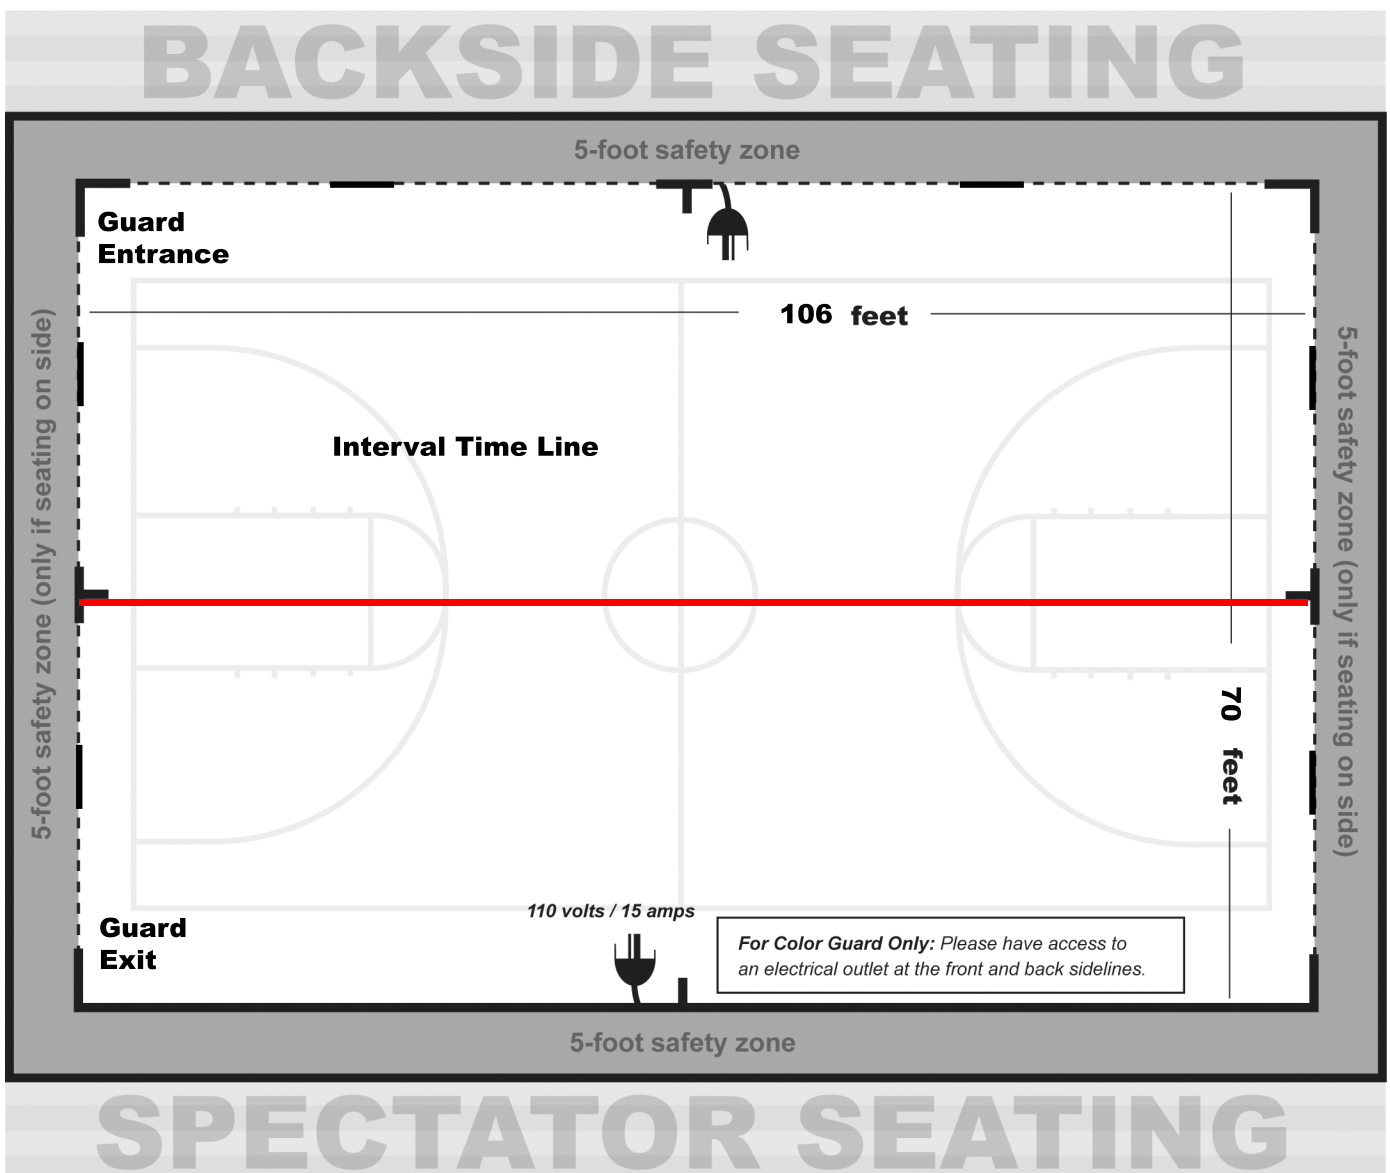 BACKSIDE SEATING
5-foot safety zone
Guard
Entrance
106 feet
Interval Time Line
5-foot safety zone (only if seating on side)
5-foot safety zone (only if seating on side)
70 feet
110 volts / 15 amps
Guard
Exit
For Color Guard Only: Please have access to
an electrical outlet at the front and back sidelines.
5-foot safety zone
SPECTATOR SEATING